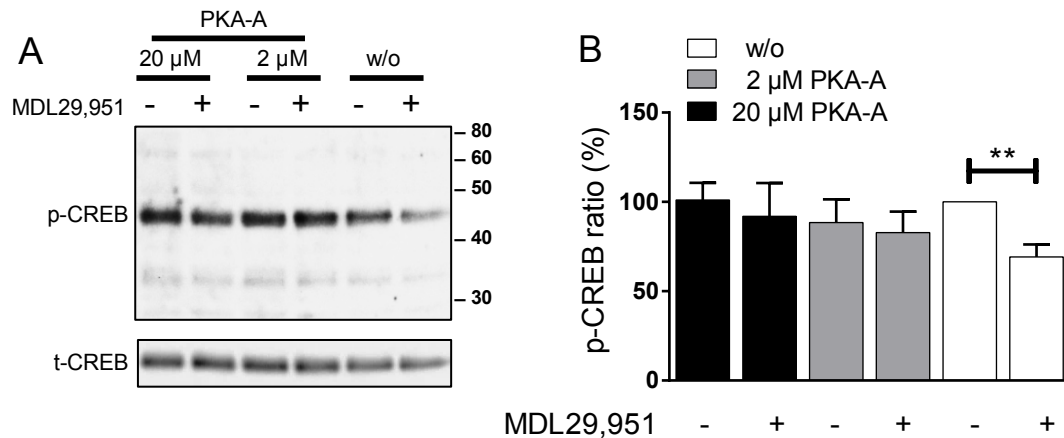 A
PKA-A
20 µM 2 µM w/o
MDL29,951 - + - + - +
80
60
50
p-CREB
40
30
t-CREB
B
w/o
2 µM PKA-A
20 µM PKA-A
p-CREB ratio (%)
150
**
100
50
0
MDL29,951 - + - + - +